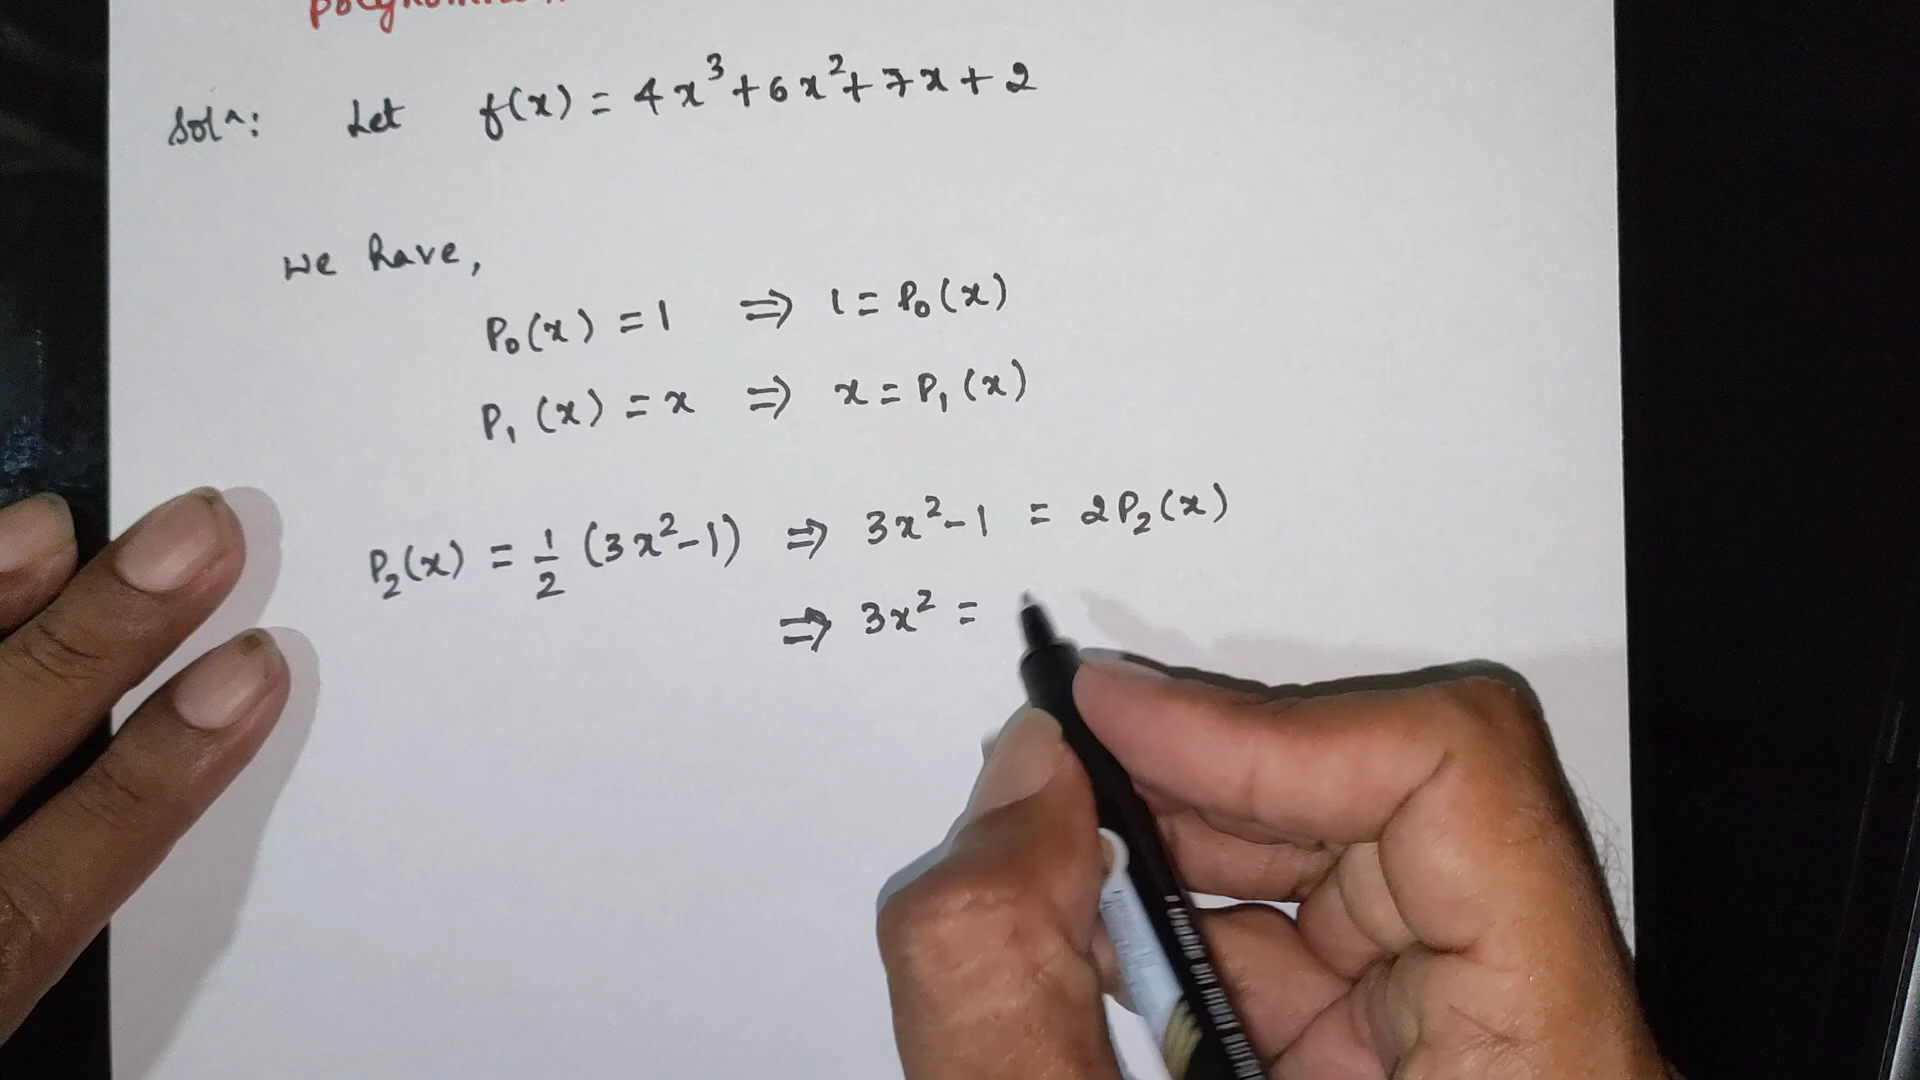 Solⁿ: Let f(x) = 4x³ + 6x² + 7x + 2
We have,
P₀(x) = 1 ⇒ 1 = P₀(x)
P₁(x) = x ⇒ x = P₁(x)
P₂(x) = 1/2 (3x²-1) ⇒ 3x²-1 = 2P₂(x)
⇒ 3x² =